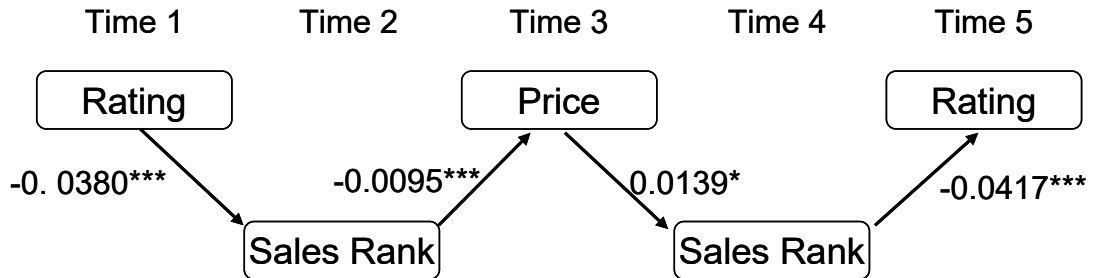 Time 1 Time 2 Time 3 Time 4 Time 5
Rating Price Rating
-0. 0380*** -0.0095*** 0.0139* -0.0417***
Sales Rank Sales Rank